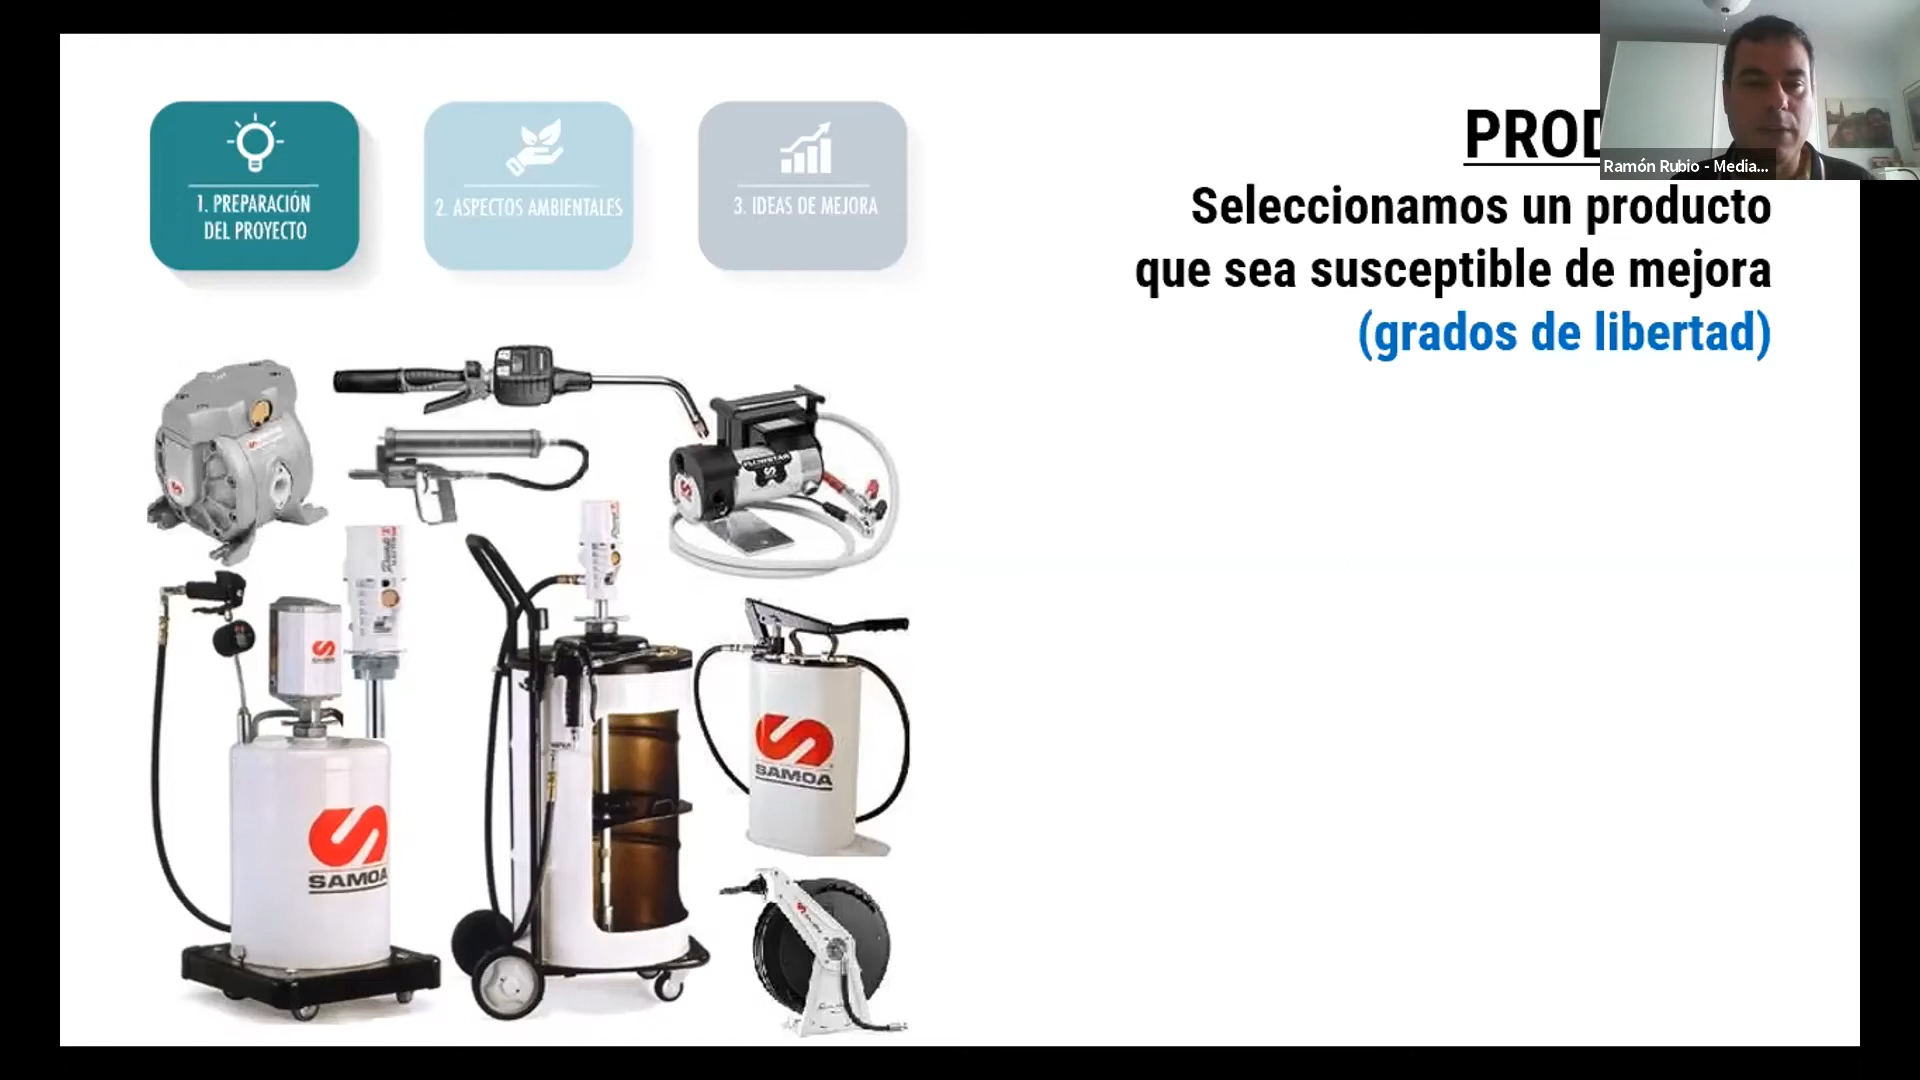 1. PREPARACIÓN
DEL PROYECTO
2. ASPECTOS AMBIENTALES
3. IDEAS DE MEJORA
Ramón Rubio - Media...
Seleccionamos un producto
que sea susceptible de mejora
(grados de libertad)
SAMOA
SAMOA
SAMOA